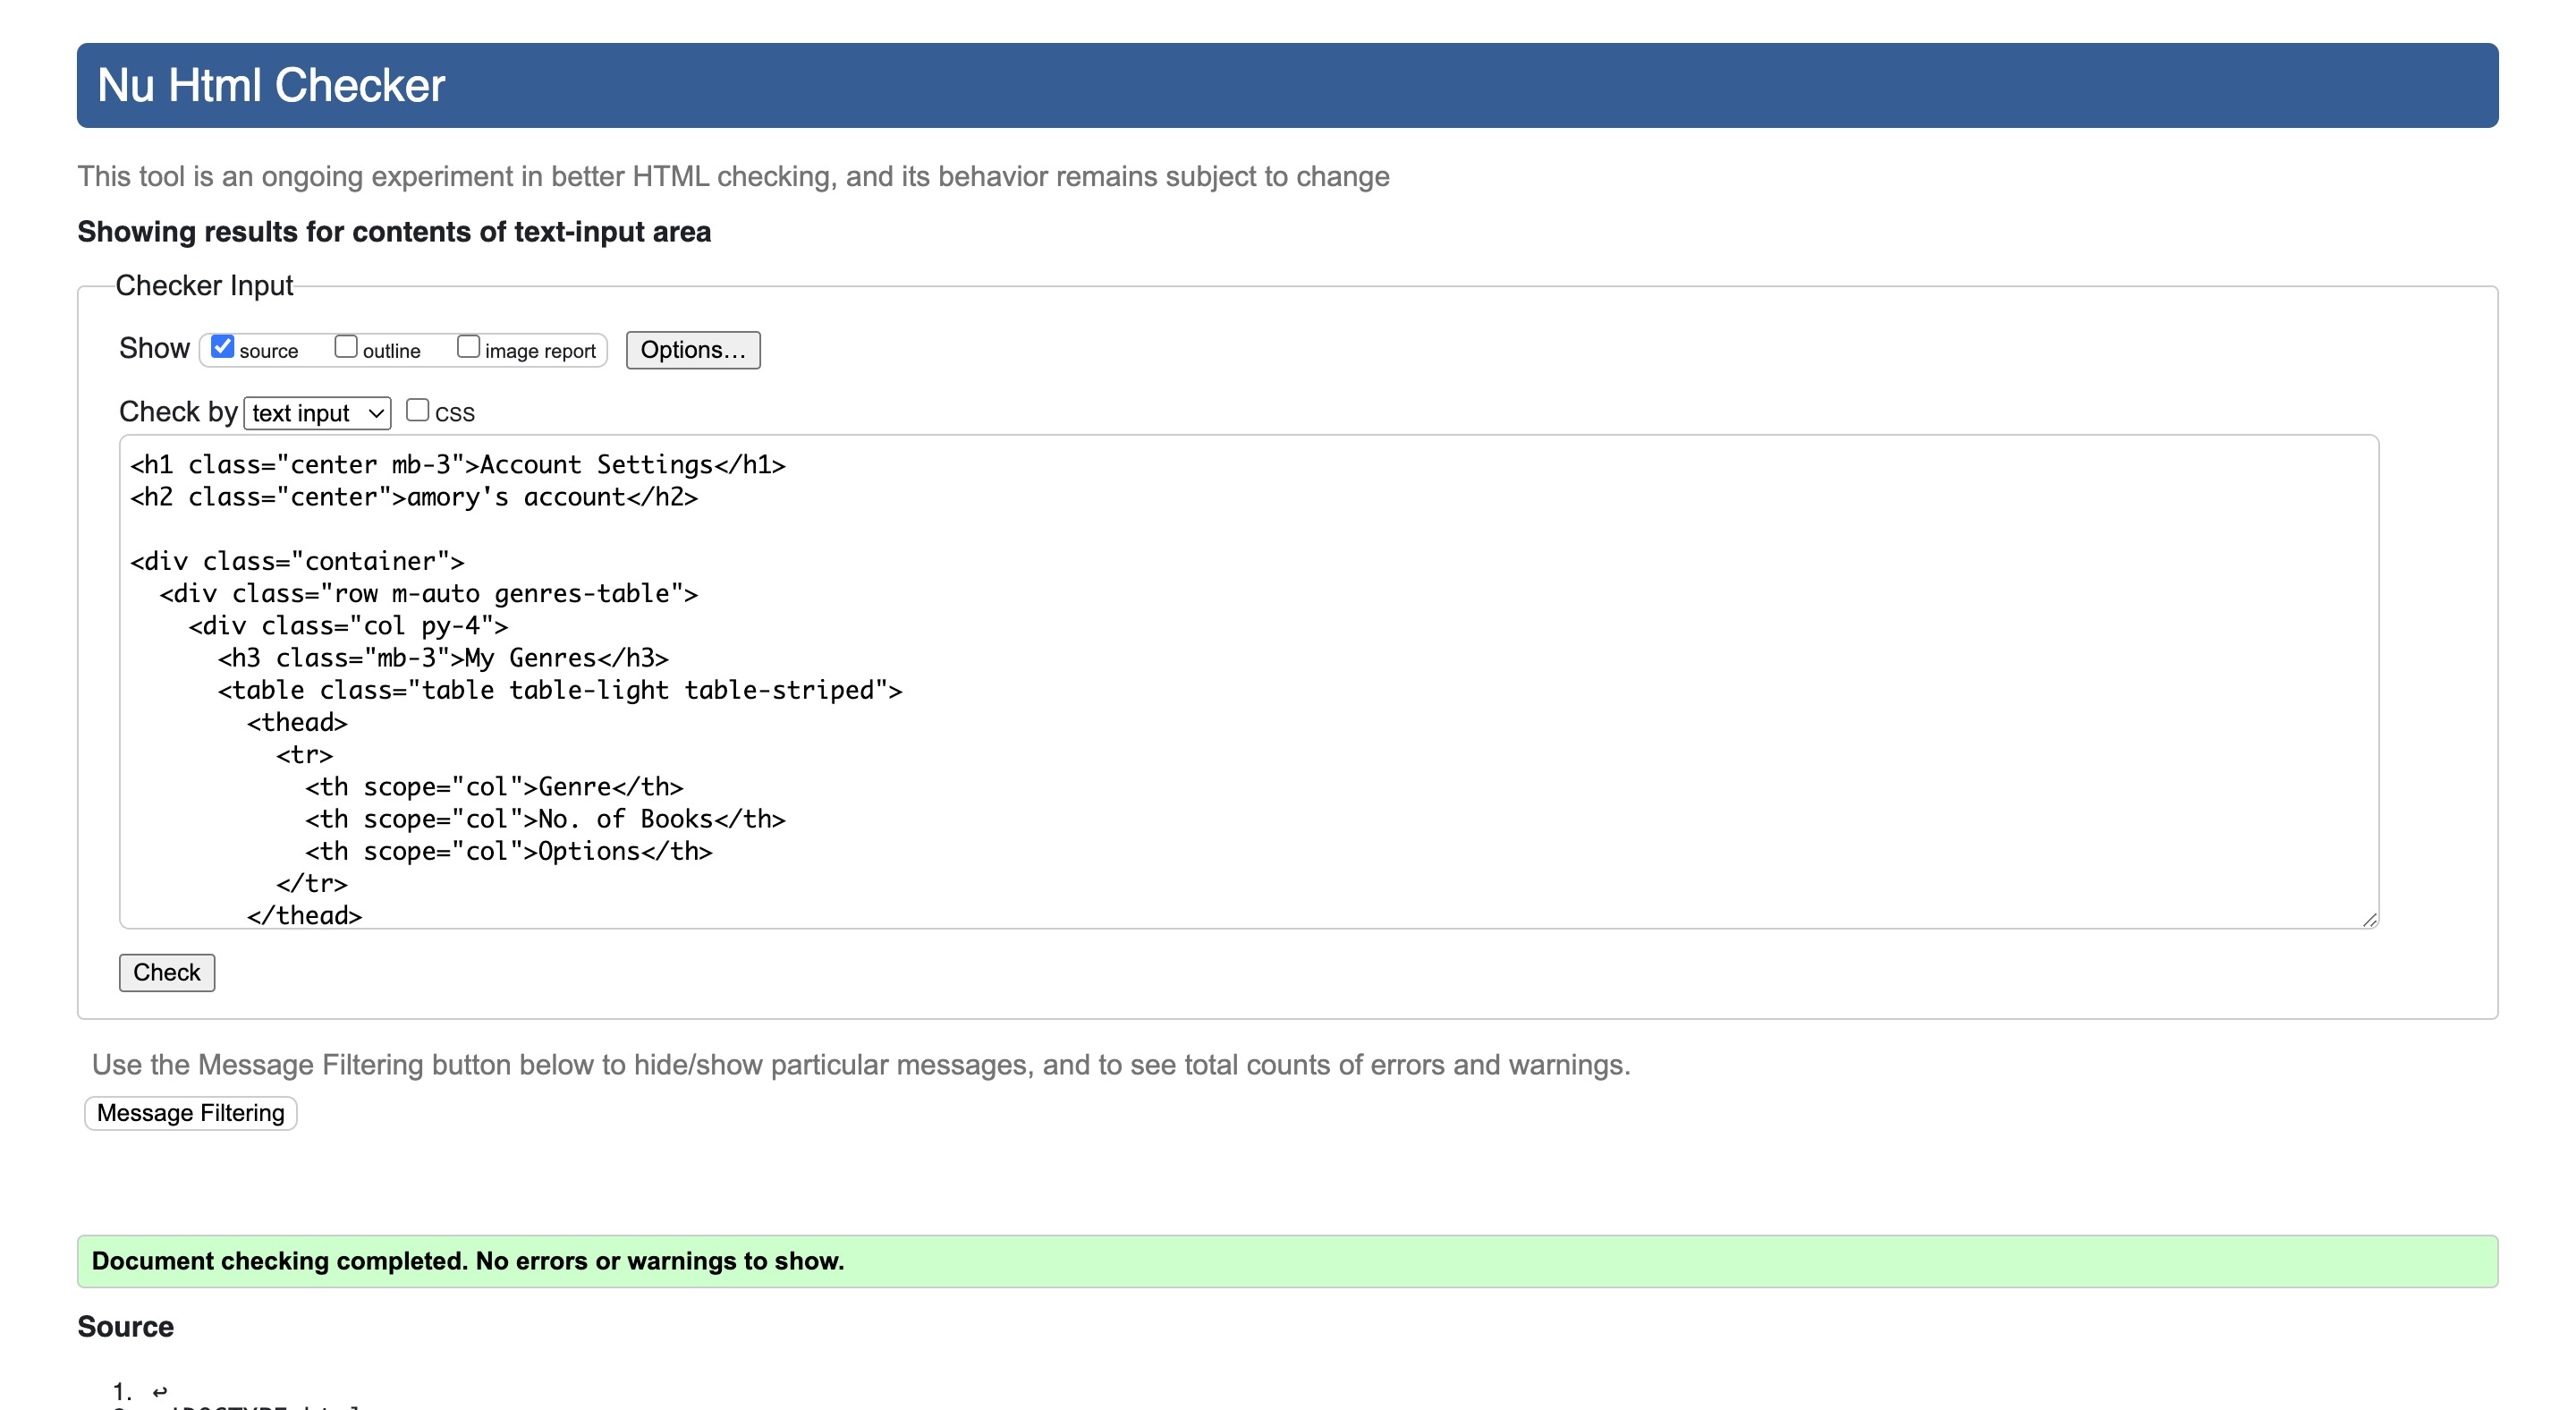 Nu Html Checker
This tool is an ongoing experiment in better HTML checking, and its behavior remains subject to change
Showing results for contents of text-input area
Checker Input
Show source outline image report Options…
Check by text input CSS
<h1 class="center mb-3">Account Settings</h1>
<h2 class="center">amory's account</h2>
<div class="container">
<div class="row m-auto genres-table">
<div class="col py-4">
<h3 class="mb-3">My Genres</h3>
<table class="table table-light table-striped">
<thead>
<tr>
<th scope="col">Genre</th>
<th scope="col">No. of Books</th>
<th scope="col">Options</th>
</tr>
</thead>
Check
Use the Message Filtering button below to hide/show particular messages, and to see total counts of errors and warnings.
Message Filtering
Document checking completed. No errors or warnings to show.
Source
1. ↩